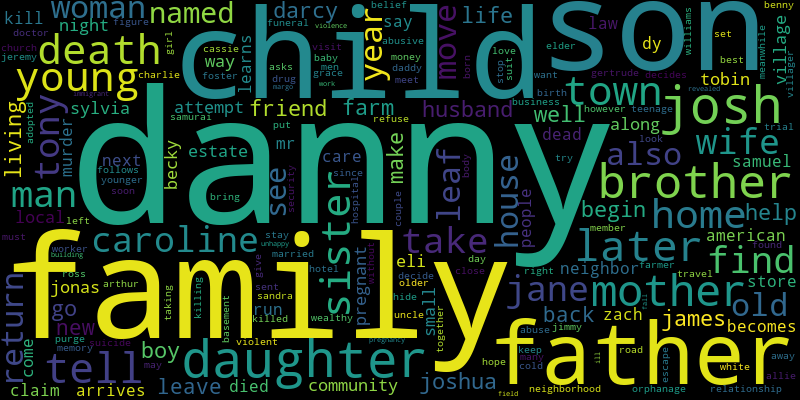 danny
family
child
son
father
daughter
brother
mother
josh
later
town
home
find
death
young
man
tell
wife
sister
take
caroline
return
tony
woman
named
year
move
life
darcy
say
way
night
kill
learns
friend
farm
husband
attempt
sylvia
murder
living
local
becky
next
estate
mr
see
care
make
leaf
house
people
well
dead
along
also
begin
samuel
american
help
tobin
dy
law
village
store
neighbor
jane
old
back
zach
james
becomes
eli
small
pregnant
run
go
new
jonas
boy
come
claim
arrives
leave
died
community
joshua
belief
funeral
violence
figure
church
doctor
jeremy
girl
cassie
charlie
foster
asks
drug
visit
baby
men
grace
work
margo
abusive
money
daddy
meet
love
suit
stop
born
elder
want
birth
business
however
teenage
gertrude
decides
revealed
williams
set
best
meanwhile
benny
villager
allie
trial
look
try
refuse
samurai
put
bring
since
hospital
security
couple
body
adopted
follows
younger
soon
left
must
worker
building
ross
arthur
memory
purge
suicide
may
taking
killing
violent
basement
killed
wealthy
sandra
sent
hotel
married
stay
unhappy
give
without
hide
uncle
older
decide
day
close
together
pregnancy
field
right
member
farmer
travel
found
jimmy
abuse
keep
many
cold
hope
road
ill
escape
white
away
neighborhood
orphanage
relationship
immigrant